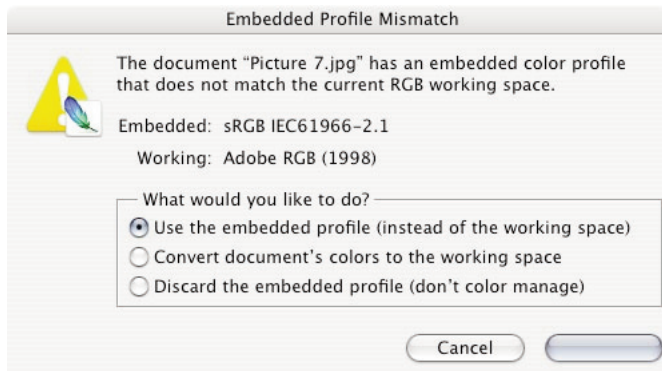 Embedded Profile Mismatch
The document “Picture 7.jpg” has an embedded color profile
that does not match the current RGB working space.
Embedded: sRGB IEC61966-2.1
Working: Adobe RGB (1998)
What would you like to do?
Use the embedded profile (instead of the working space)
Convert document’s colors to the working space
Discard the embedded profile (don’t color manage)
Cancel